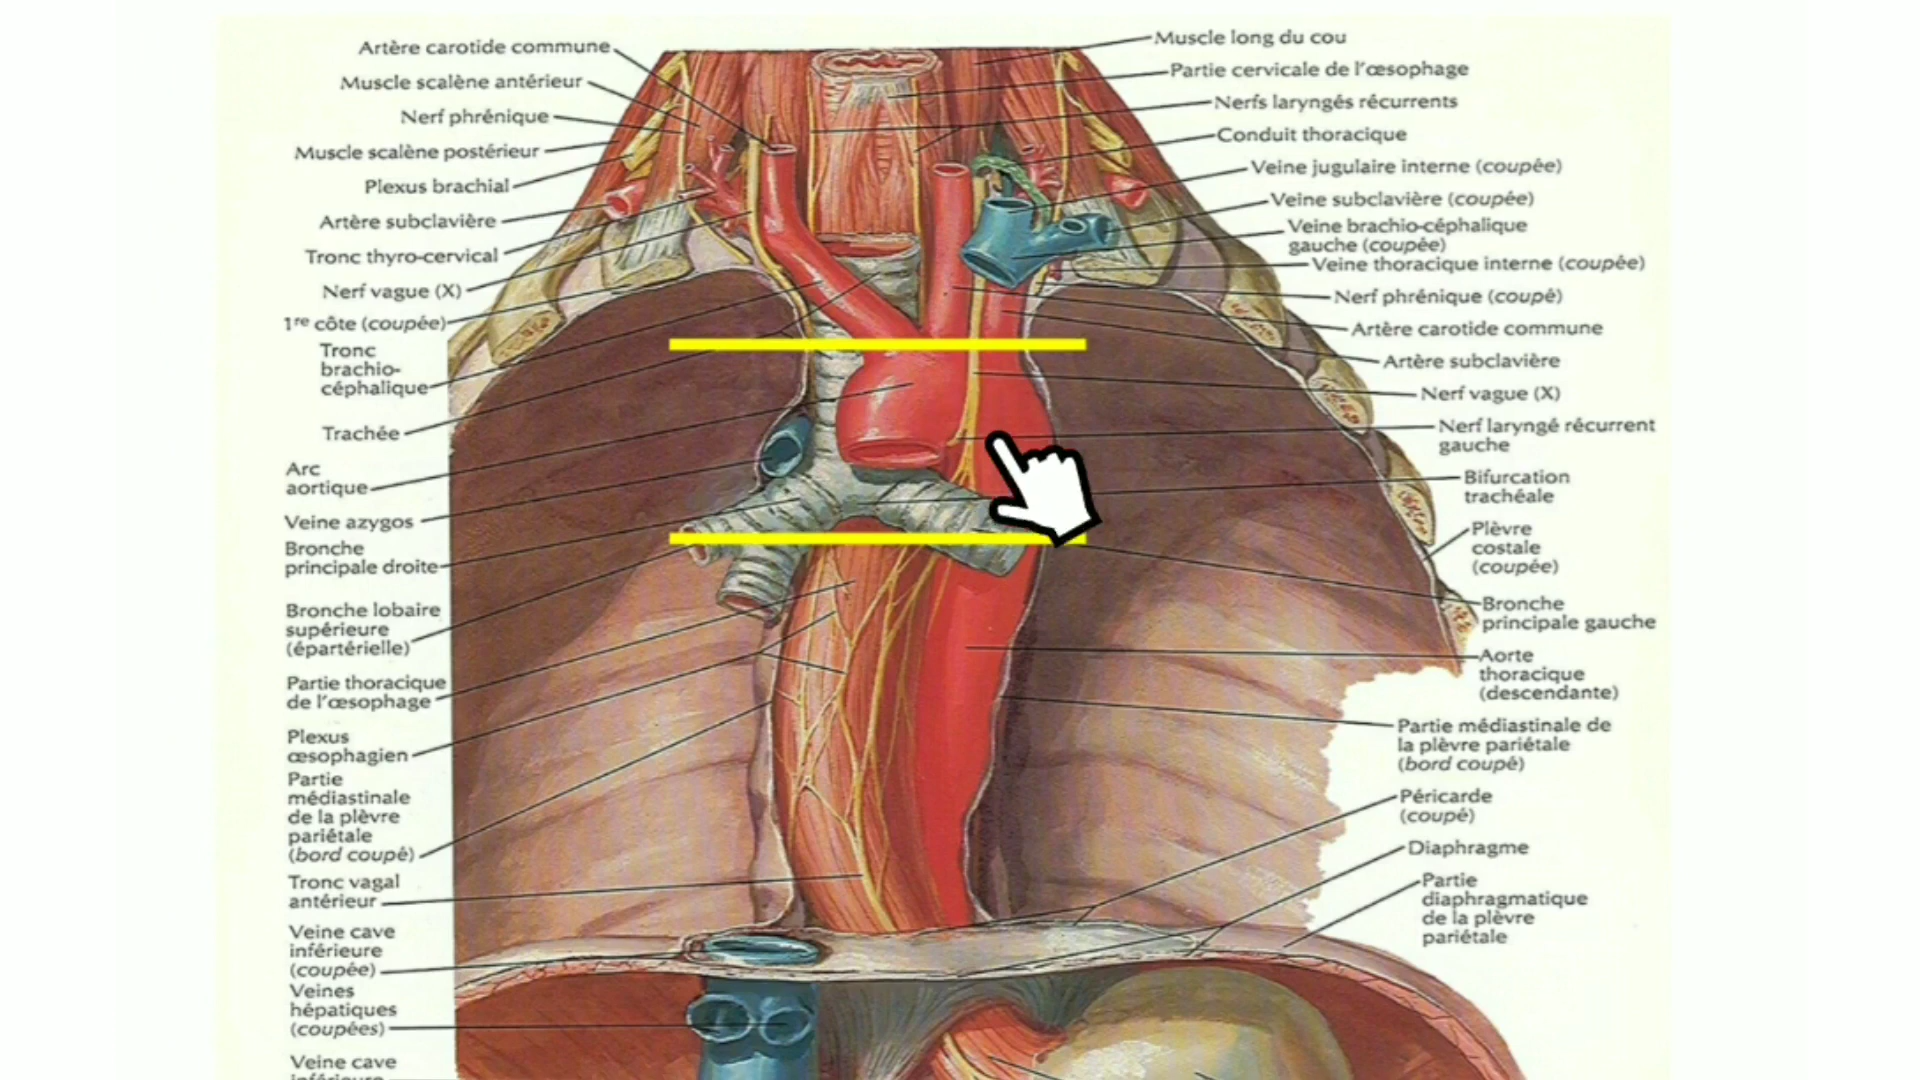 Artère carotide commune
Muscle scalène antérieur
Nerf phrénique
Muscle scalène postérieur
Plexus brachial
Artère subclavière
Tronc thyro-cervical
Nerf vague (X)
1re côte (coupée)
Tronc
brachio-
céphalique
Trachée
Arc
aortique
Veine azygos
Bronche
principale droite
Bronche lobaire
supérieure
(épartérielle)
Partie thoracique
de l'œsophage
Plexus
œsophagien
Partie
médiastinale
de la plèvre
pariétale
(bord coupé)
Tronc vagal
antérieur
Veine cave
inférieure
(coupée)
Veines
hépatiques
(coupées)
Veine cave
inférieure
Muscle long du cou
Partie cervicale de l'œsophage
Nerfs laryngés récurrents
Conduit thoracique
Veine jugulaire interne (coupée)
Veine subclavière (coupée)
Veine brachio-céphalique
gauche (coupée)
Veine thoracique interne (coupée)
Nerf phrénique (coupé)
Artère carotide commune
Artère subclavière
Nerf vague (X)
Nerf laryngé récurrent
gauche
Bifurcation
trachéale
Plèvre
costale
(coupée)
Bronche
principale gauche
Aorte
thoracique
(descendante)
Partie médiastinale de
la plèvre pariétale
(bord coupé)
Péricarde
(coupé)
Diaphragme
Partie
diaphragmatique
de la plèvre
pariétale